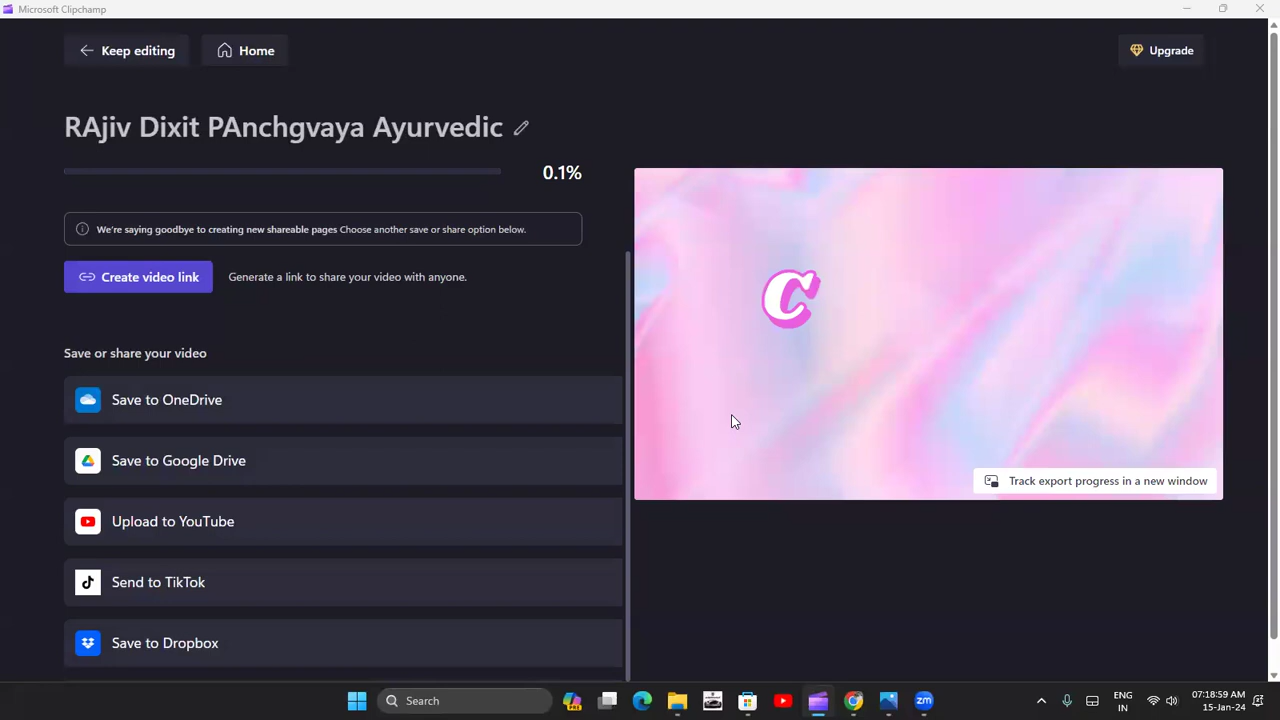 Microsoft Clipchamp
Keep editing
Home
Upgrade
RAjiv Dixit PAnchgvaya Ayurvedic
0.1%
We're saying goodbye to creating new shareable pages Choose another save or share option below.
Create video link
Generate a link to share your video with anyone.
C
Save or share your video
Save to OneDrive
Save to Google Drive
Track export progress in a new window
Upload to YouTube
Send to TikTok
Save to Dropbox
Search
PRE
zm
ENG
IN
07:18:59 AM
15-Jan-24